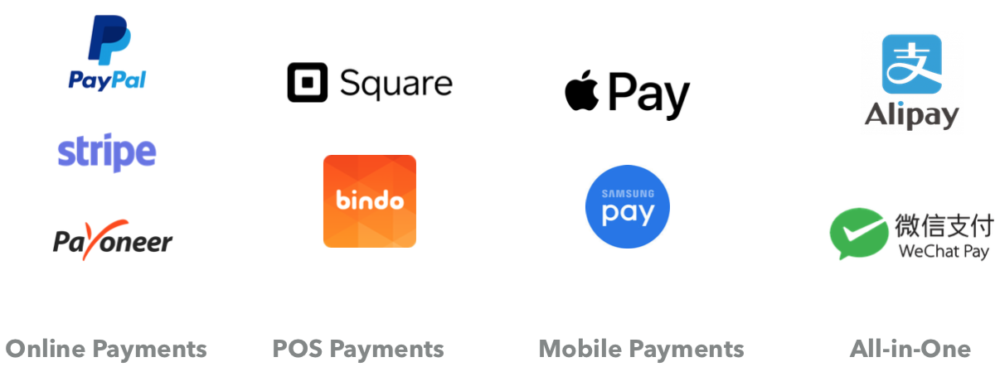 PayPal
stripe
Payoneer
Square
bindo
Pay
SAMSUNG
pay
支
Alipay
微信支付
WeChat Pay
Online Payments
POS Payments
Mobile Payments
All-in-One